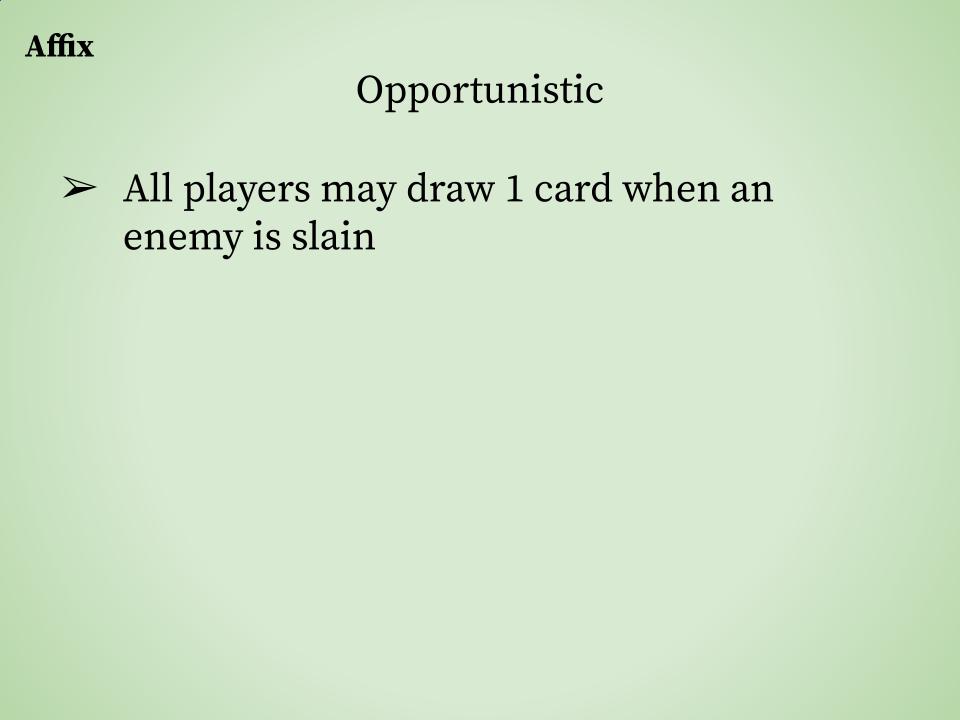 Affix
Opportunistic
➢ All players may draw 1 card when an
enemy is slain